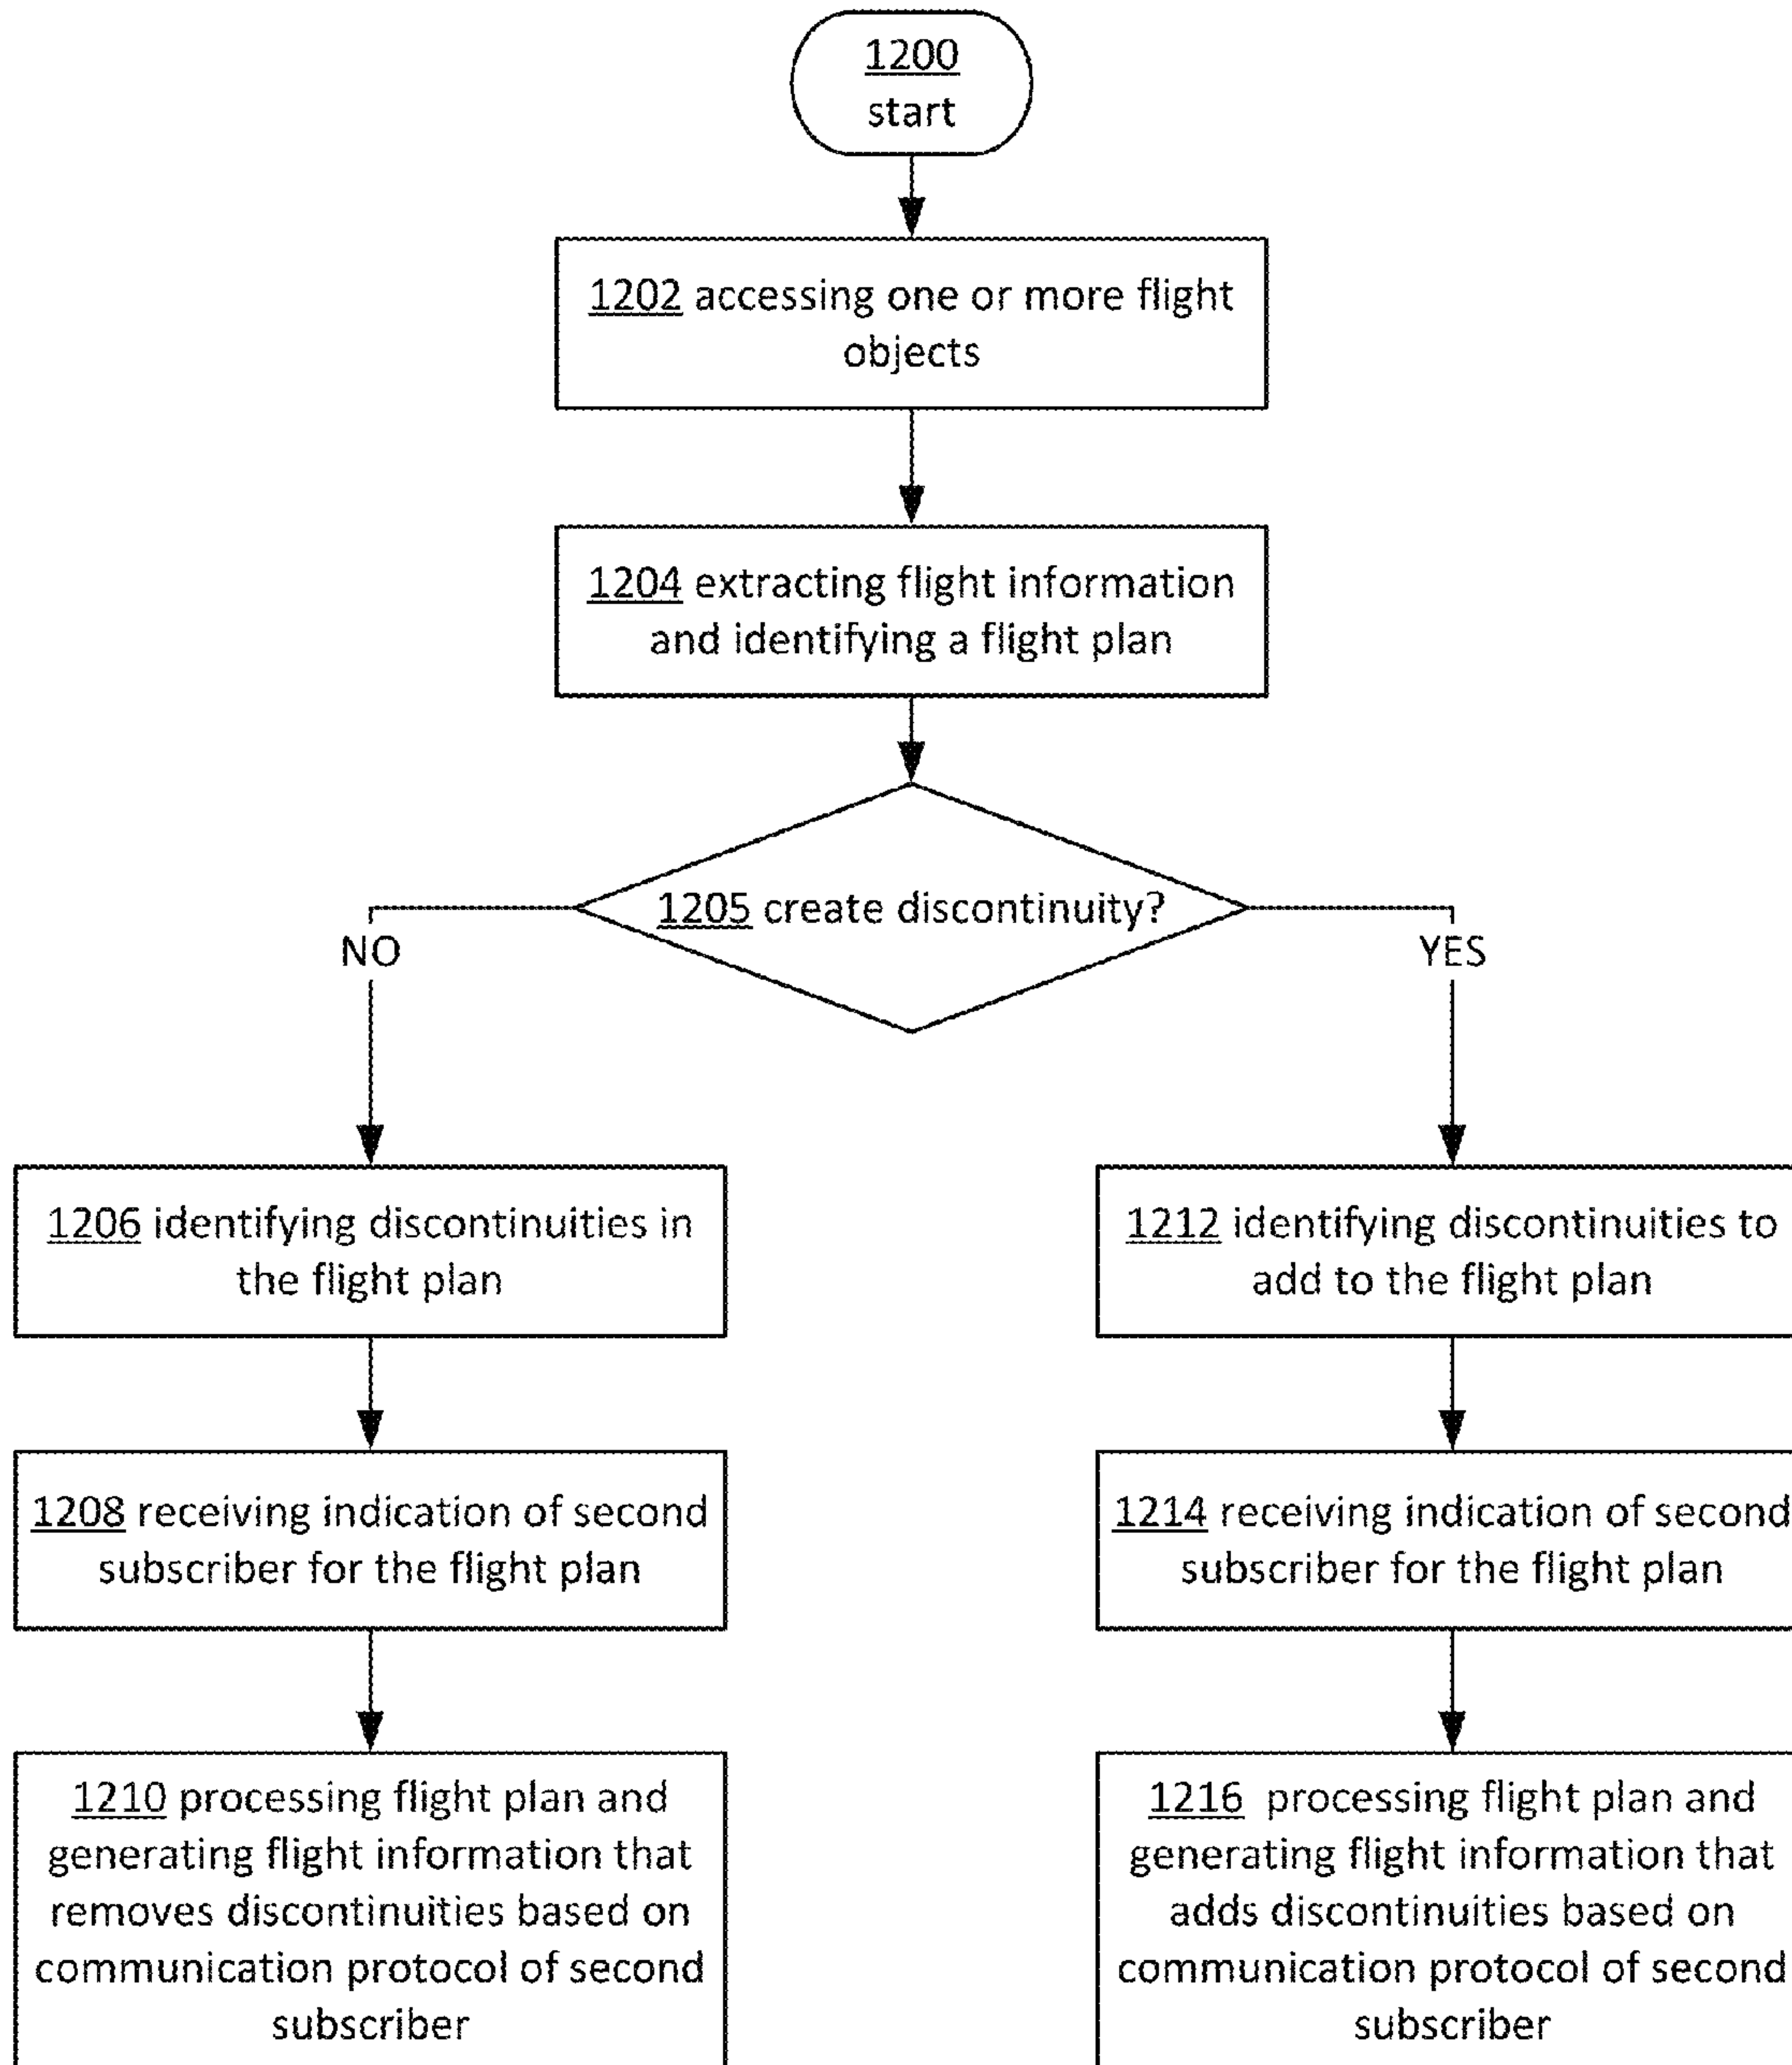 1200
start
1202 accessing one or more flight
objects
1204 extracting flight information
and identifying a flight plan
1205 create discontinuity?
NO
YES
1206 identifying discontinuities in
the flight plan
1212 identifying discontinuities to
add to the flight plan
1208 receiving indication of second
subscriber for the flight plan
1214 receiving indication of second
subscriber for the flight plan
1210 processing flight plan and
generating flight information that
removes discontinuities based on
communication protocol of second
subscriber
1216 processing flight plan and
generating flight information that
adds discontinuities based on
communication protocol of second
subscriber